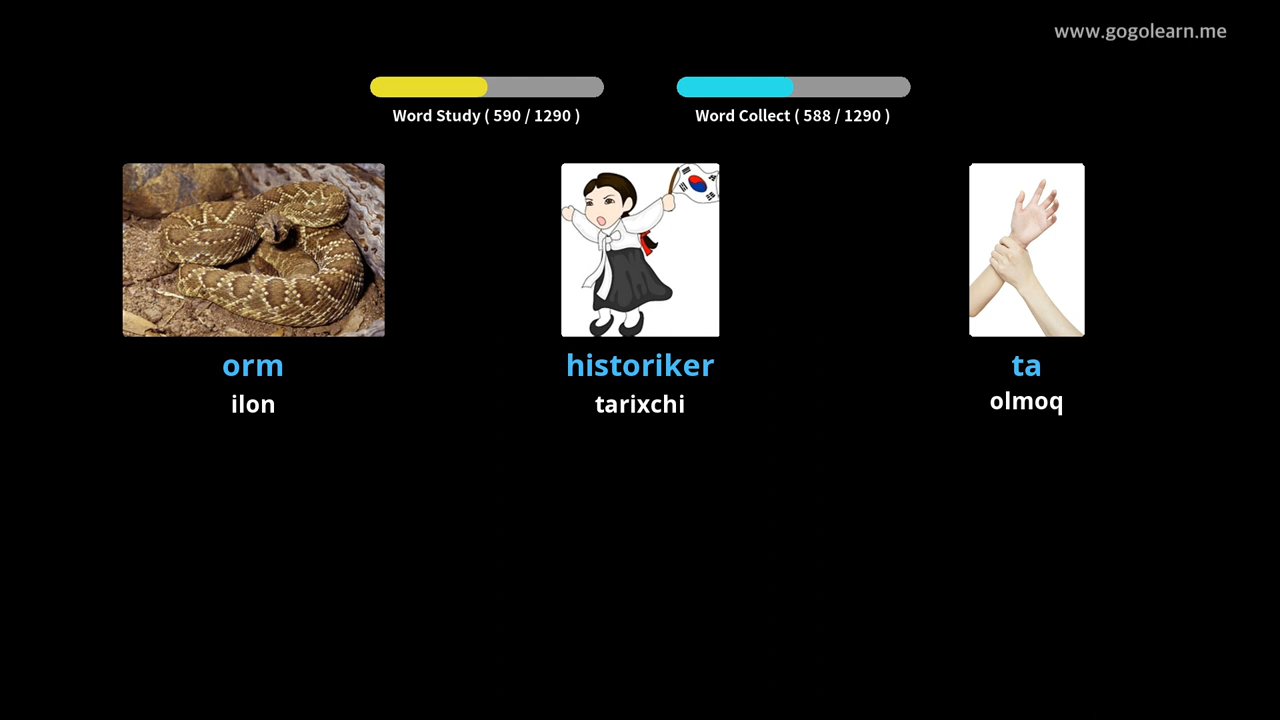 www.gogolearn.me
Word Study ( 590 / 1290 )
Word Collect ( 588 / 1290 )
orm
historiker
ta
ilon
tarixchi
olmoq